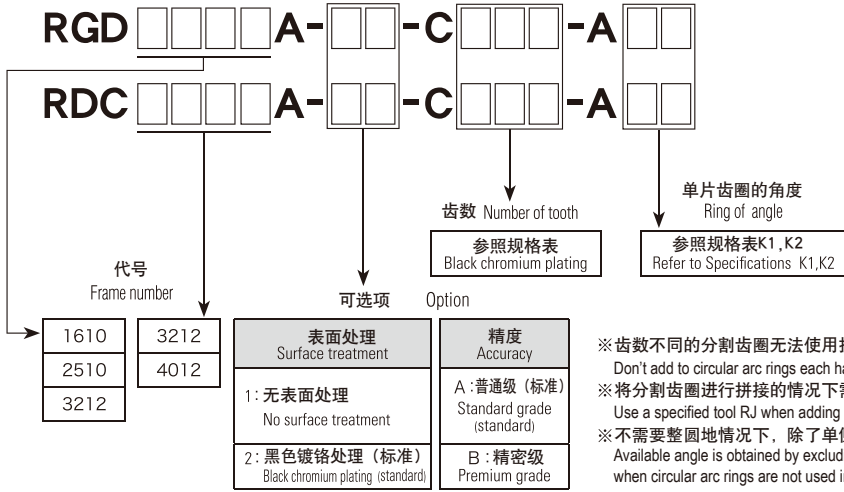 RGD □□□□ A-□□-C □□□-A □□
RDC □□□□ A-□□-C □□□-A □□
齿数 Number of tooth
参照规格表
Black chromium plating
单片齿圈的角度
Ring of angle
参照规格表K1,K2
Refer to Specifications K1,K2
代号
Frame number
1610
2510
3212
3212
4012
可选项 Option
表面处理
Surface treatment
1：无表面处理
No surface treatment
2：黑色镀铬处理（标准）
Black chromium plating (standard)
精度
Accuracy
A：普通级（标准）
Standard grade
(standard)
B：精密级
Premium grade
※齿数不同的分割齿圈无法使用
Don't add to circular arc rings each
※将分割齿圈进行拼接的情况下
Use a specified tool RJ when adding
※不需要整圆地情况下，除了单
Available angle is obtained by
when circular arc rings are not used